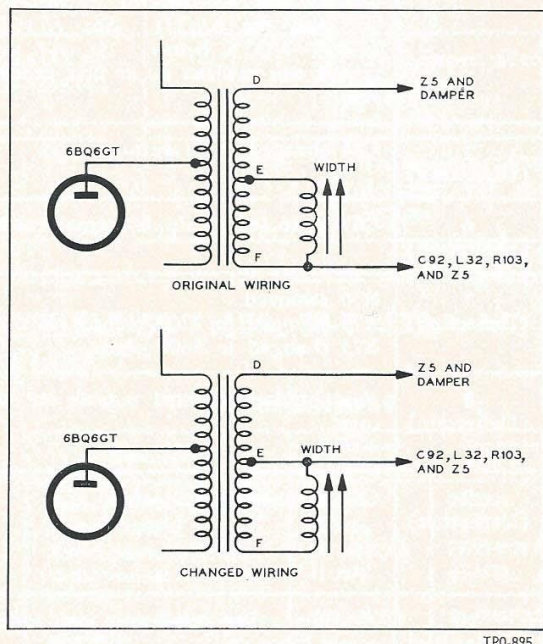 D
Z5 AND
DAMPER
6BQ6GT
E
WIDTH
F
C92, L32, R103,
AND Z5
ORIGINAL WIRING
D
Z5 AND
DAMPER
6BQ6GT
E
WIDTH
C92, L32, R103,
AND Z5
F
CHANGED WIRING
TP0-895